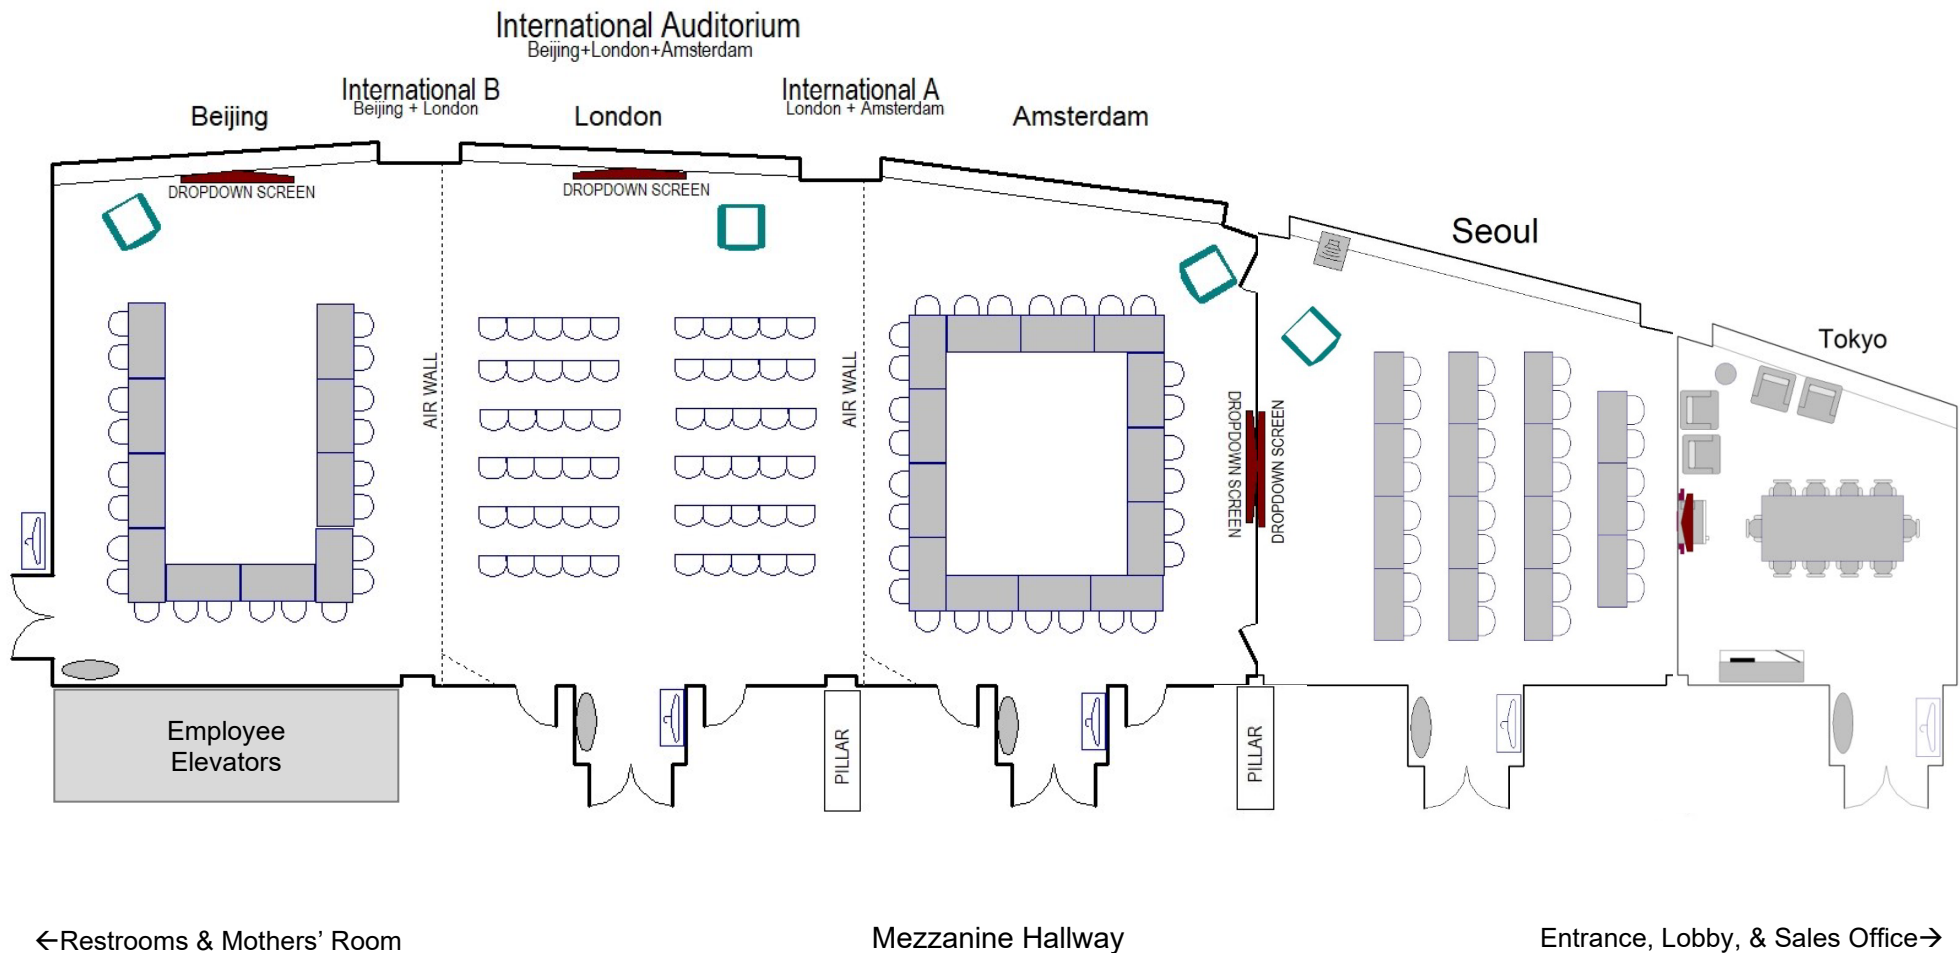 International Auditorium
Beijing+London+Amsterdam
International B
Beijing + London
International A
London + Amsterdam
Beijing
London
Amsterdam
Seoul
Tokyo
DROPDOWN SCREEN
DROPDOWN SCREEN
AIR WALL
AIR WALL
DROPDOWN SCREEN
DROPDOWN SCREEN
Employee
Elevators
PILLAR
PILLAR
←Restrooms & Mothers’ Room
Mezzanine Hallway
Entrance, Lobby, & Sales Office→